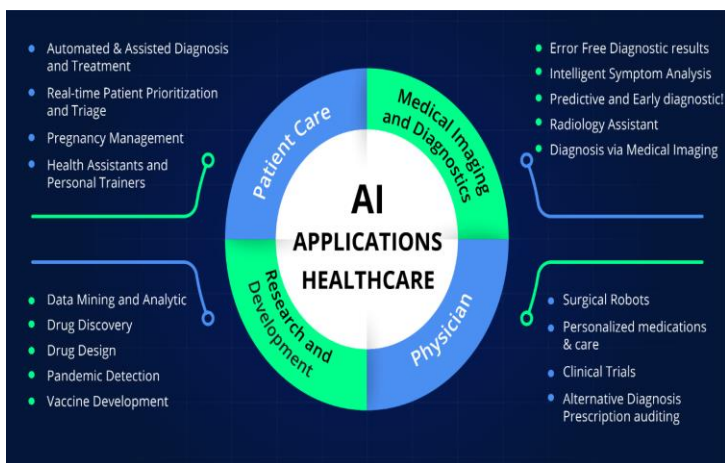 Automated & Assisted Diagnosis
and Treatment
Real-time Patient Prioritization
and Triage
Pregnancy Management
Health Assistants and
Personal Trainers
Error Free Diagnostic results
Intelligent Symptom Analysis
Predictive and Early diagnostic!
Radiology Assistant
Diagnosis via Medical Imaging
Patient Care
Medical Imaging
and Diagnostics
AI
APPLICATIONS
HEALTHCARE
Research and
Development
Physician
Data Mining and Analytic
Drug Discovery
Drug Design
Pandemic Detection
Vaccine Development
Surgical Robots
Personalized medications
& care
Clinical Trials
Alternative Diagnosis
Prescription auditing